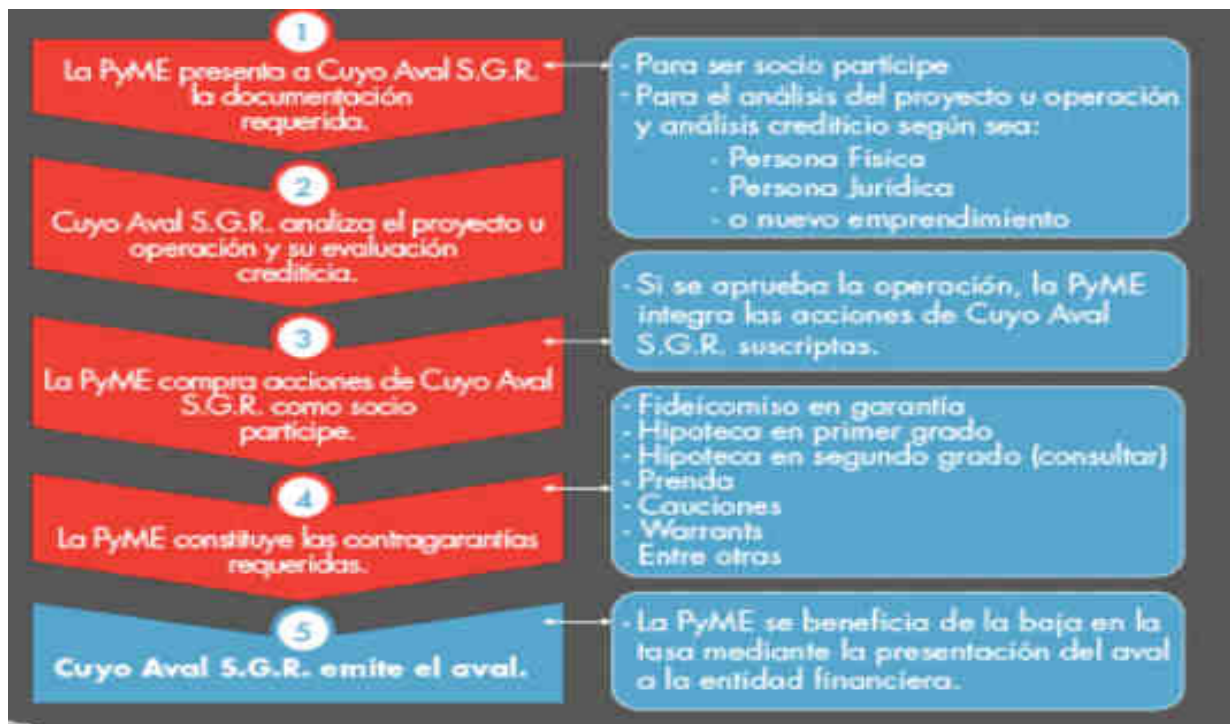 1
La PyME presenta a Cuyo Aval S.G.R.
la documentación
requerida.
- Para ser socio partícipe
- Para el análisis del proyecto u operación
y análisis crediticio según sea:
- Persona Física
- Persona Jurídica
- o nuevo emprendimiento
2
Cuyo Aval S.G.R. analiza el proyecto u
operación y su evaluación
crediticia.
3
La PyME compra acciones de Cuyo Aval
S.G.R. como socio
partícipe.
- Si se aprueba la operación, la PyME
integra las acciones de Cuyo Aval
S.G.R. suscriptas.
4
La PyME constituye las contragarantías
requeridas.
- Fideicomiso en garantía
- Hipoteca en primer grado
- Hipoteca en segundo grado (consultar)
- Prenda
- Cauciones
- Warrants
Entre otras
5
Cuyo Aval S.G.R. emite el aval.
- La PyME se beneficia de la baja en la
tasa mediante la presentación del aval
a la entidad financiera.